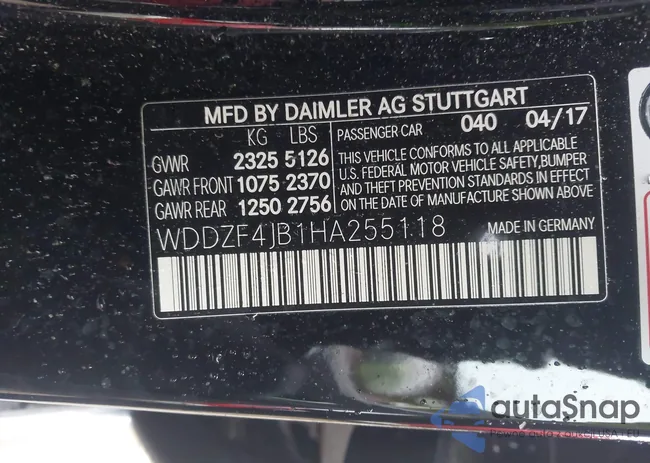 MFD BY DAIMLER AG STUTTGART
KG LBS
GVWR 2325 5126
GAWR FRONT 1075 2370
GAWR REAR 1250 2756
PASSENGER CAR 040 04/17
THIS VEHICLE CONFORMS TO ALL APPLICABLE
U.S. FEDERAL MOTOR VEHICLE SAFETY,BUMPER
AND THEFT PREVENTION STANDARDS IN EFFECT
ON THE DATE OF MANUFACTURE SHOWN ABOVE
WDDZF4JB1HA255118
MADE IN GERMANY
autaSnap